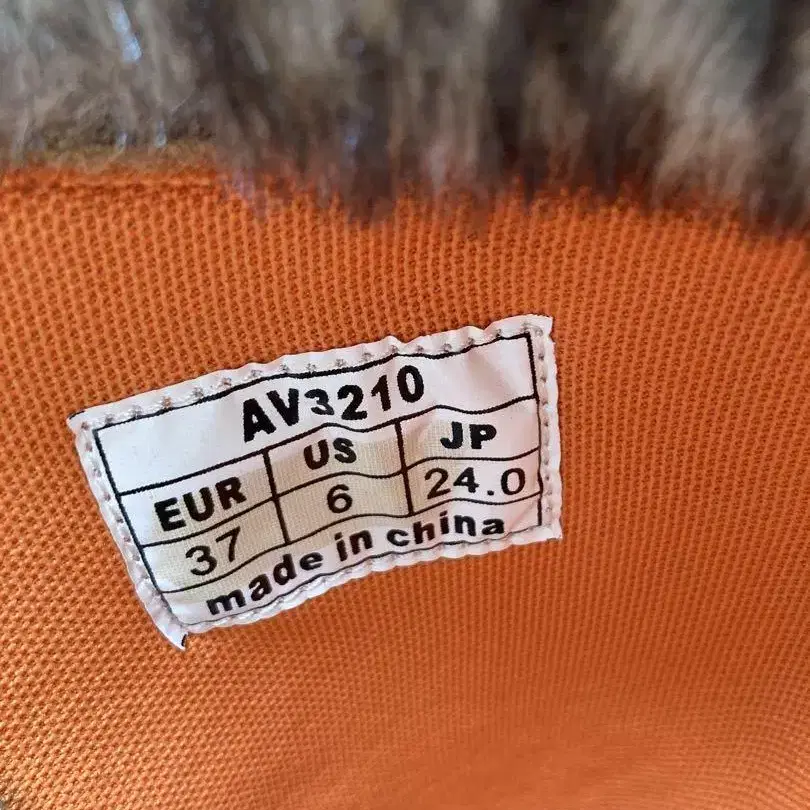 AV3210
EUR US JP
37 6 24.0
made in china